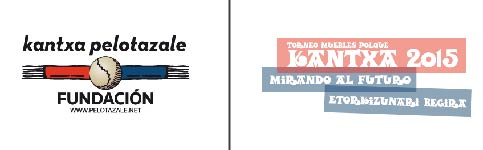 kantxa pelotazale
FUNDACIÓN
WWW.PELOTAZALE.NET
TORNEO MUEBLES POLQUE
KANTXA 2015
MIRANDO AL FUTURO
ETORKIZUNARI BEGIRA